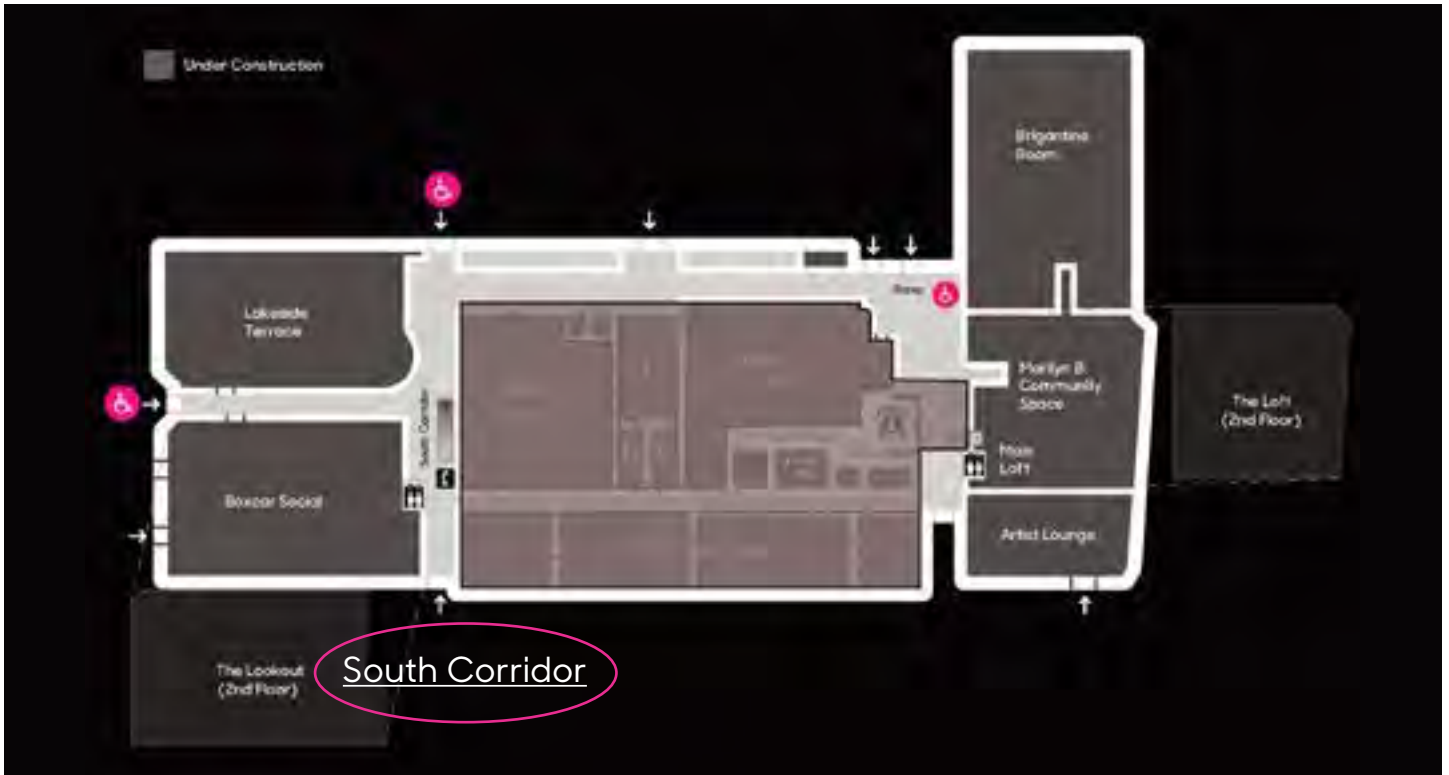 Under Construction
Brigantine
Room
Lakeside
Terrace
Ramp
Marilyn B.
Community
Space
The Loft
(2nd Floor)
South Corridor
Main
Loft
Boxcar Social
Artist Lounge
The Lookout
(2nd Floor)
South Corridor